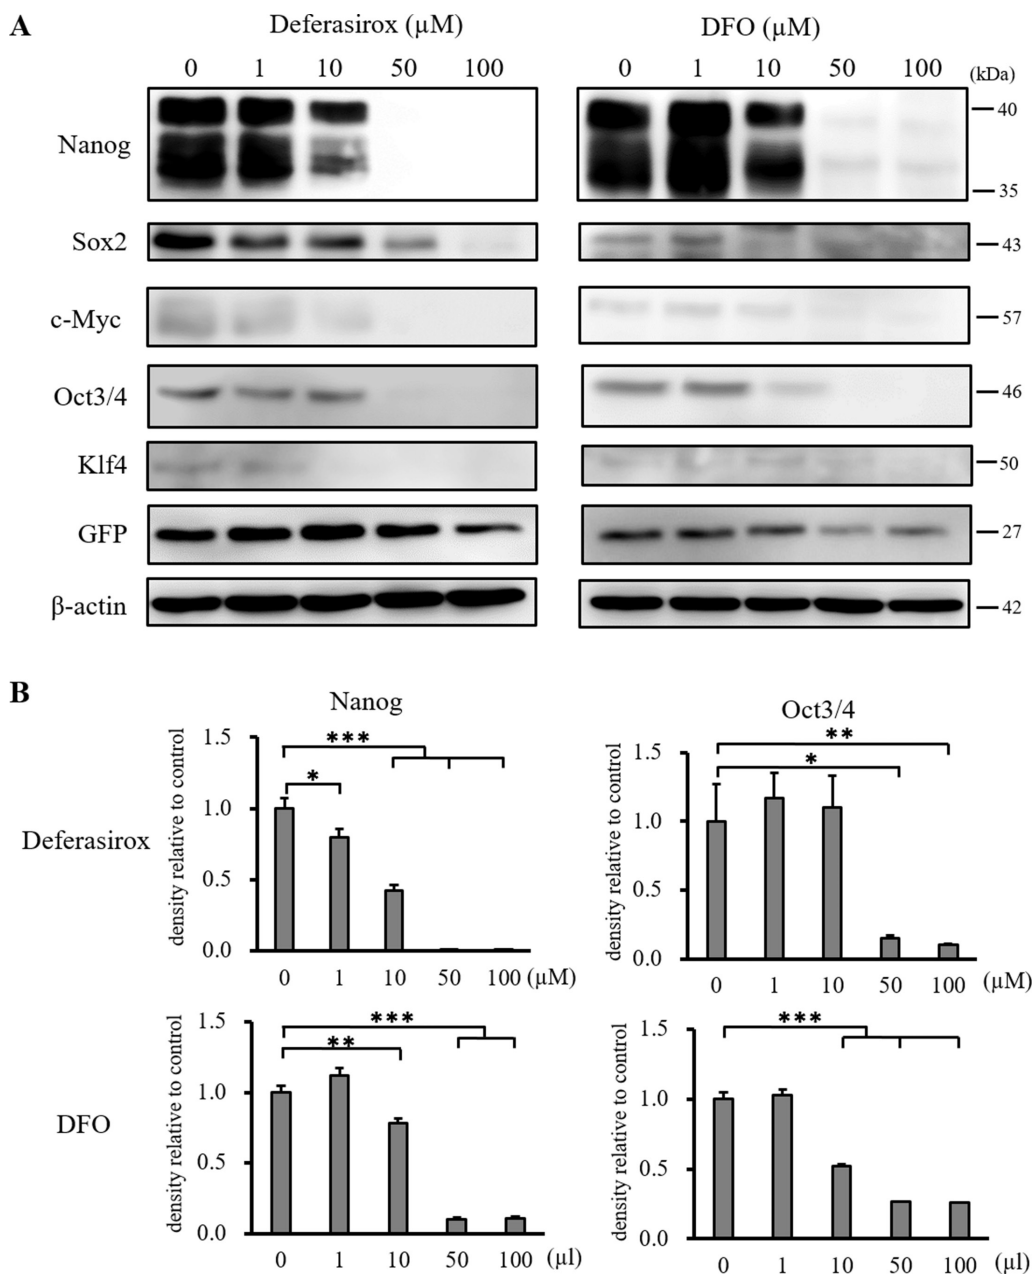 A
Deferasirox (µM)
DFO (µM)
0 1 10 50 100
0 1 10 50 100
(kDa)
Nanog
40
35
Sox2
43
c-Myc
57
Oct3/4
46
Klf4
50
GFP
27
β-actin
42
B
Nanog
Oct3/4
Deferasirox
density relative to control
1.5
1.0
0.5
0.0
***
*
0 1 10 50 100 (µM)
density relative to control
1.5
1.0
0.5
0.0
**
*
0 1 10 50 100 (µM)
DFO
density relative to control
1.5
1.0
0.5
0.0
***
**
0 1 10 50 100 (µl)
density relative to control
1.5
1.0
0.5
0.0
***
0 1 10 50 100 (µl)